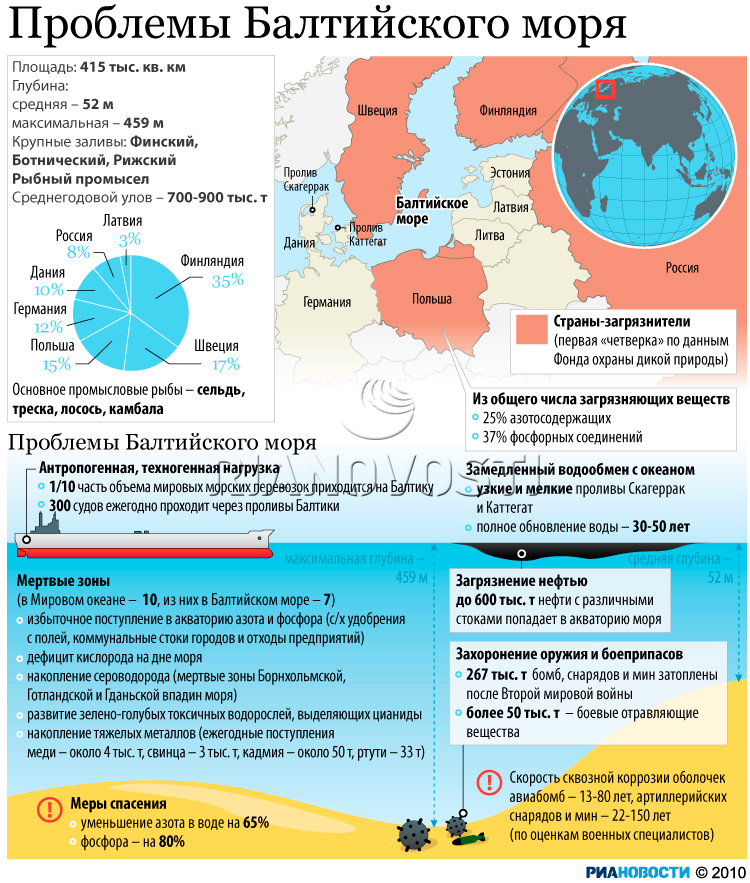 Проблемы Балтийского моря
Площадь: 415 тыс. кв. км
Глубина:
средняя – 52 м
максимальная – 459 м
Крупные заливы: Финский,
Ботнический, Рижский
Рыбный промысел
Среднегодовой улов – 700-900 тыс. т
Латвия
3%
Россия
8%
Финляндия
35%
Дания
10%
Германия
12%
Польша
15%
Швеция
17%
Основное промысловые рыбы – сельдь,
треска, лосось, камбала
Швеция
Финляндия
Пролив
Скагеррак
Эстония
Балтийское
море
Латвия
Пролив
Каттегат
Дания
Литва
Россия
Германия
Польша
Страны-загрязнители
(первая «четверка» по данным
Фонда охраны дикой природы)
Из общего числа загрязняющих веществ
25% азотосодержащих
37% фосфорных соединений
RIANOVOSTI
Проблемы Балтийского моря
Антропогенная, техногенная нагрузка
1/10 часть объема мировых морских перевозок приходится на Балтику
300 судов ежегодно проходит через проливы Балтики
Замедленный водообмен с океаном
узкие и мелкие проливы Скагеррак
и Каттегат
полное обновление воды – 30-50 лет
максимальная глубина –
459 м
средняя глубина –
52 м
Мертвые зоны
(в Мировом океане – 10, из них в Балтийском море – 7)
избыточное поступление в акваторию азота и фосфора (с/х удобрения
с полей, коммунальные стоки городов и отходы предприятий)
дефицит кислорода на дне моря
накопление сероводорода (мертвые зоны Борнхольмской,
Готландской и Гданьской впадин моря)
развитие зелено-голубых токсичных водорослей, выделяющих цианиды
накопление тяжелых металлов (ежегодные поступления
меди – около 4 тыс. т, свинца – 3 тыс. т, кадмия – около 50 т, ртути – 33 т)
Загрязнение нефтью
до 600 тыс. т нефти с различными
стоками попадает в акваторию моря
Захоронение оружия и боеприпасов
267 тыс. т бомб, снарядов и мин затоплены
после Второй мировой войны
более 50 тыс. т – боевые отравляющие
вещества
Меры спасения
уменьшение азота в воде на 65%
фосфора – на 80%
Скорость сквозной коррозии оболочек
авиабомб – 13-80 лет, артиллерийских
снарядов и мин – 22-150 лет
(по оценкам военных специалистов)
РИАНОВОСТИ © 2010